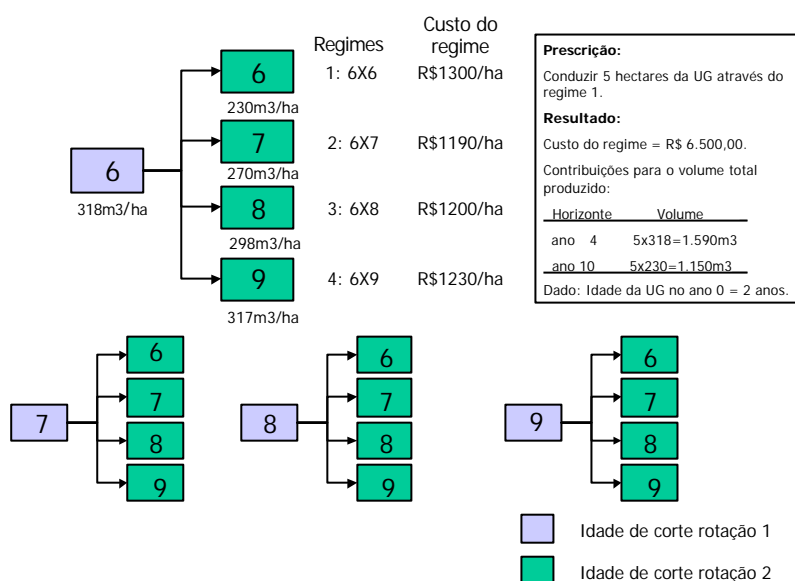 Regimes
Custo do
regime
6
230m3/ha
1: 6X6
R$1300/ha
7
270m3/ha
2: 6X7
R$1190/ha
6
318m3/ha
8
298m3/ha
3: 6X8
R$1200/ha
9
317m3/ha
4: 6X9
R$1230/ha
Prescrição:
Conduzir 5 hectares da UG através do
regime 1.
Resultado:
Custo do regime = R$ 6.500,00.
Contribuições para o volume total
produzido:
Horizonte Volume
ano 4 5x318=1.590m3
ano 10 5x230=1.150m3
Dado: Idade da UG no ano 0 = 2 anos.
7
6
7
8
9
8
6
7
8
9
9
6
7
8
9
Idade de corte rotação 1
Idade de corte rotação 2